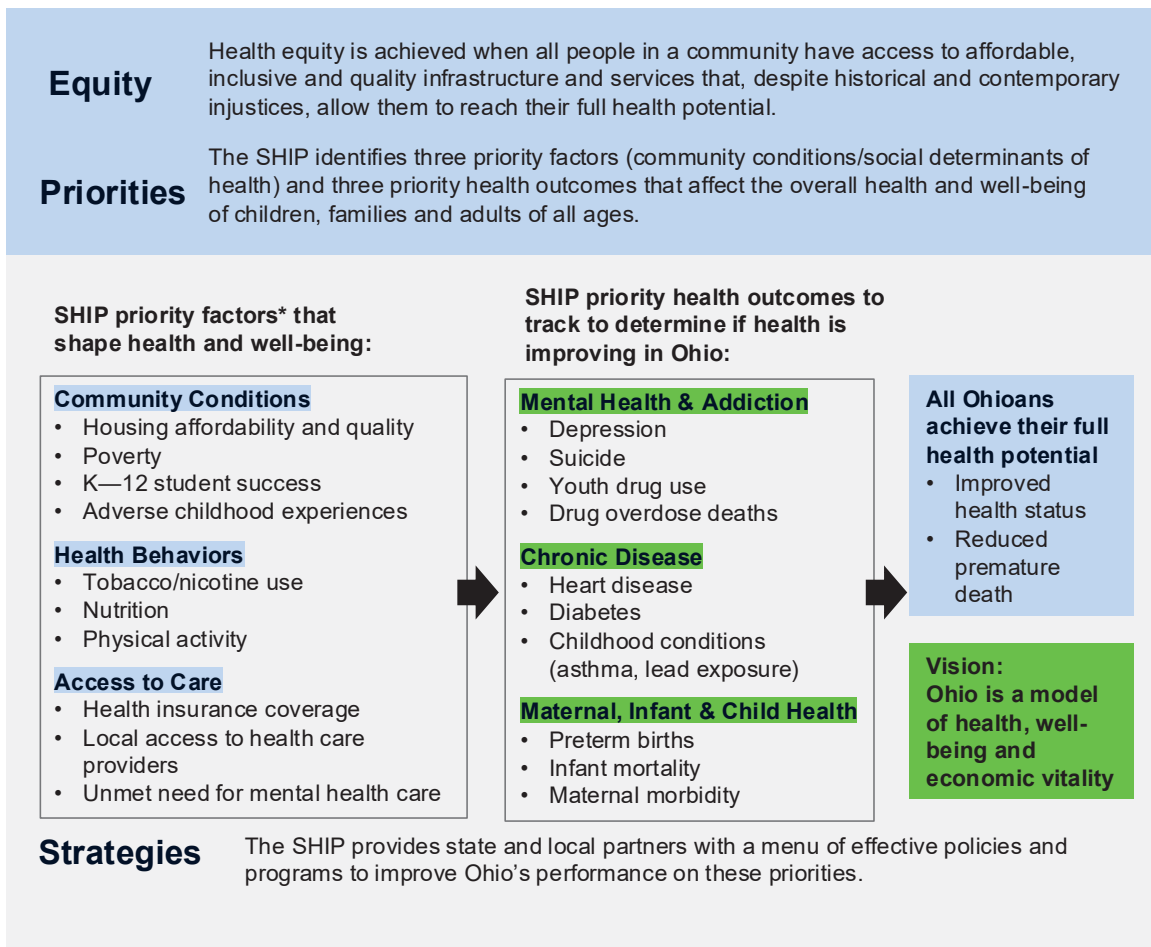 Equity
Health equity is achieved when all people in a community have access to affordable,
inclusive and quality infrastructure and services that, despite historical and contemporary
injustices, allow them to reach their full health potential.
Priorities
The SHIP identifies three priority factors (community conditions/social determinants of
health) and three priority health outcomes that affect the overall health and well-being
of children, families and adults of all ages.
SHIP priority factors* that
shape health and well-being:
Community Conditions
• Housing affordability and quality
• Poverty
• K—12 student success
• Adverse childhood experiences
Health Behaviors
• Tobacco/nicotine use
• Nutrition
• Physical activity
Access to Care
• Health insurance coverage
• Local access to health care
providers
• Unmet need for mental health care
SHIP priority health outcomes to
track to determine if health is
improving in Ohio:
Mental Health & Addiction
• Depression
• Suicide
• Youth drug use
• Drug overdose deaths
Chronic Disease
• Heart disease
• Diabetes
• Childhood conditions
(asthma, lead exposure)
Maternal, Infant & Child Health
• Preterm births
• Infant mortality
• Maternal morbidity
All Ohioans
achieve their full
health potential
• Improved
health status
• Reduced
premature
death
Vision:
Ohio is a model
of health, well-
being and
economic vitality
Strategies
The SHIP provides state and local partners with a menu of effective policies and
programs to improve Ohio's performance on these priorities.